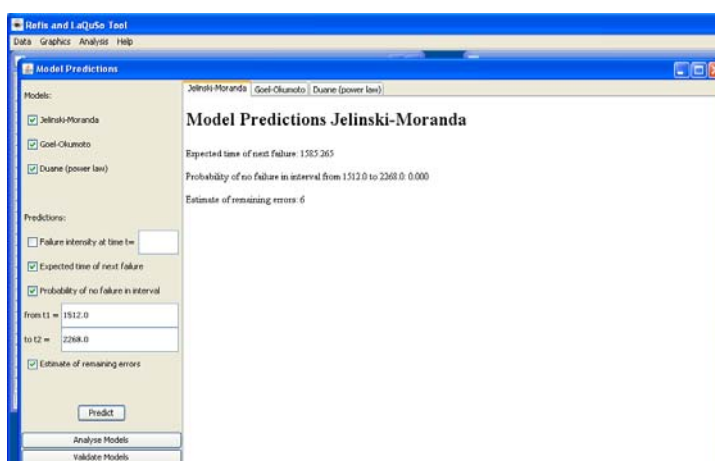 Refis and LaQuSo Tool
Data Graphics Analysis Help
Model Predictions
Models:
Jelinski-Moranda
Goel-Okumoto
Duane (power law)
Predictions:
Failure intensity at time t=
Expected time of next failure
Probability of no failure in interval
from t1 = 1512.0
to t2 = 2268.0
Estimate of remaining errors
Predict
Analyse Models
Validate Models
Jelinski-Moranda Goel-Okumoto Duane (power law)
Model Predictions Jelinski-Moranda
Expected time of next failure: 1585.265
Probability of no failure in interval from 1512.0 to 2268.0: 0.000
Estimate of remaining errors: 6